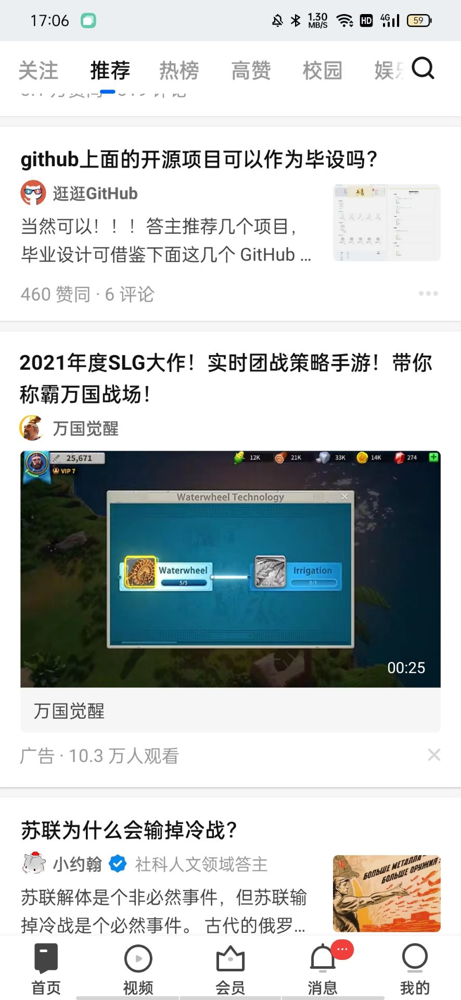 17:06 1.30 MB/S HD 4G 59
关注 推荐 热榜 高赞 校园 娱乐
github上面的开源项目可以作为毕设吗？
逛逛GitHub
当然可以！！！答主推荐几个项目，
毕业设计可借鉴下面这几个 GitHub ...
460 赞同 · 6 评论
2021年度SLG大作！实时团战策略手游！带你
称霸万国战场！
万国觉醒
25,671 12K 21K 33K 14K 274
VIP 7
Waterwheel Technology
Waterwheel Irrigation
5/5 0/1
00:25
万国觉醒
广告 · 10.3 万人观看
苏联为什么会输掉冷战？
小约翰 社科人文领域答主
БОЛЬШЕ МЕТАЛЛА
БОЛЬШЕ ОРУЖИЯ!
苏联解体是个非必然事件，但苏联输
掉冷战是个必然事件。 古代的俄罗...
首页 视频 会员 消息 我的